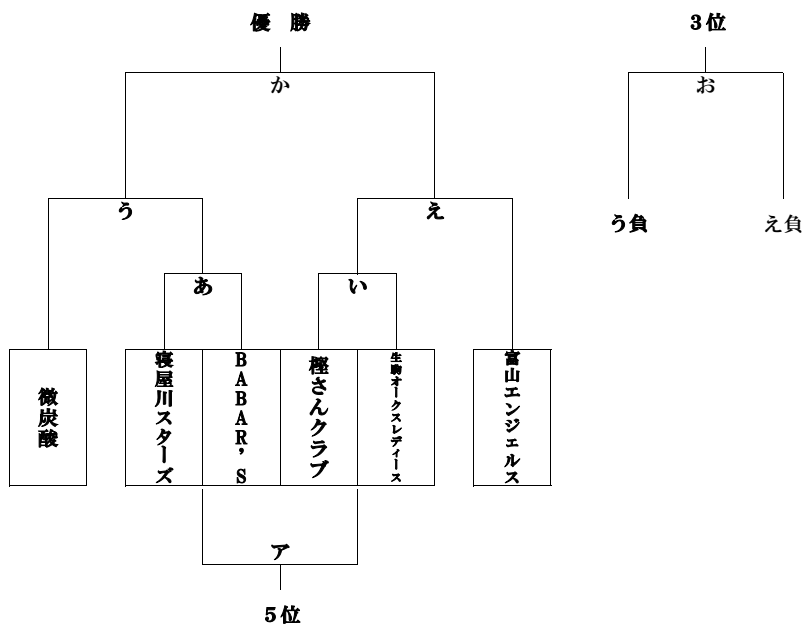 優　勝
３位
か
お
う
え
う負
え負
あ
い
微炭酸
寝屋川スターズ
BABAR’S
樫さんクラブ
生駒オークスレディース
富山エンジェルス
ア
５位